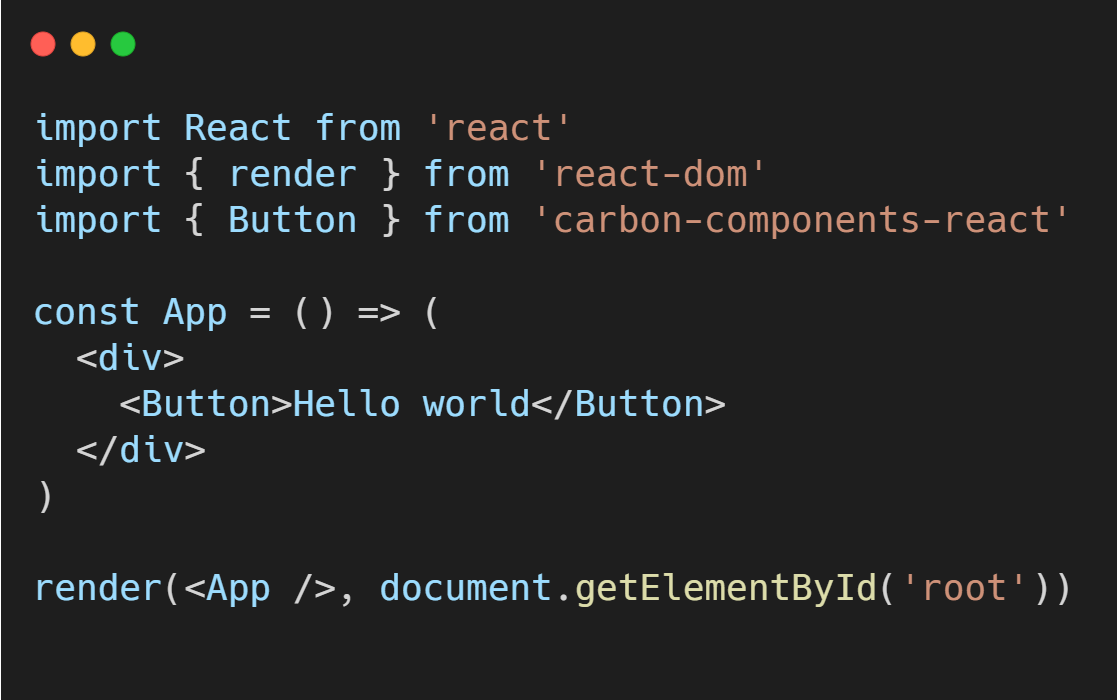 import React from 'react'
import { render } from 'react-dom'
import { Button } from 'carbon-components-react'

const App = () => (
  <div>
    <Button>Hello world</Button>
  </div>
)

render(<App />, document.getElementById('root'))